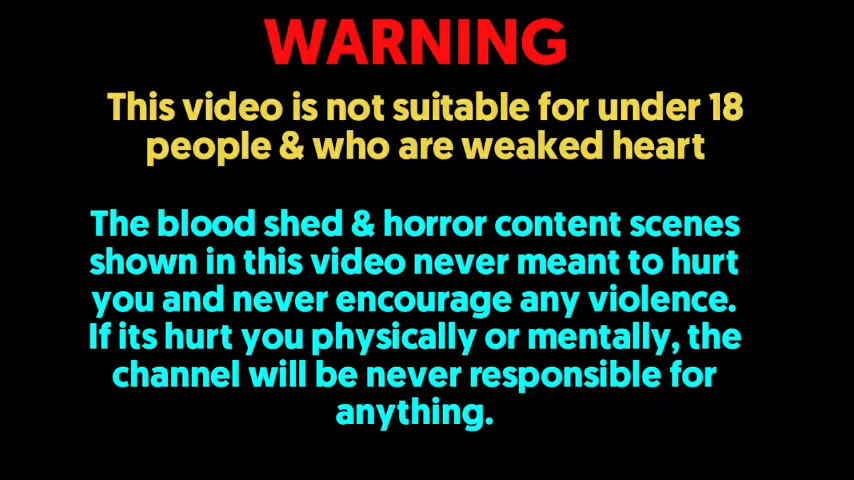 WARNING
This video is not suitable for under 18
people & who are weaked heart
The blood shed & horror content scenes
shown in this video never meant to hurt
you and never encourage any violence.
If its hurt you physically or mentally, the
channel will be never responsible for
anything.